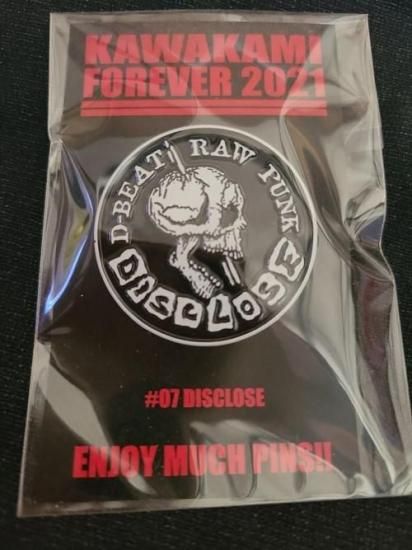 KAWAKAMI
FOREVER 2021
D-BEAT RAW PUNK
DISCLOSE
#07 DISCLOSE
ENJOY MUCH PINS!!